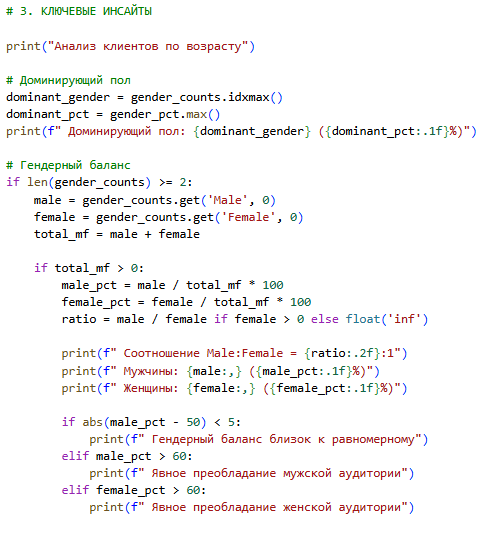 # 3. КЛЮЧЕВЫЕ ИНСАЙТЫ
print("Анализ клиентов по возрасту")
# Доминирующий пол
dominant_gender = gender_counts.idxmax()
dominant_pct = gender_pct.max()
print(f" Доминирующий пол: {dominant_gender} ({dominant_pct:.1f}%)")
# Гендерный баланс
if len(gender_counts) >= 2:
    male = gender_counts.get('Male', 0)
    female = gender_counts.get('Female', 0)
    total_mf = male + female
    if total_mf > 0:
        male_pct = male / total_mf * 100
        female_pct = female / total_mf * 100
        ratio = male / female if female > 0 else float('inf')
        print(f" Соотношение Male:Female = {ratio:.2f}:1")
        print(f" Мужчины: {male:,} ({male_pct:.1f}%)")
        print(f" Женщины: {female:,} ({female_pct:.1f}%)")
        if abs(male_pct - 50) < 5:
            print(f" Гендерный баланс близок к равномерному")
        elif male_pct > 60:
            print(f" Явное преобладание мужской аудитории")
        elif female_pct > 60:
            print(f" Явное преобладание женской аудитории")